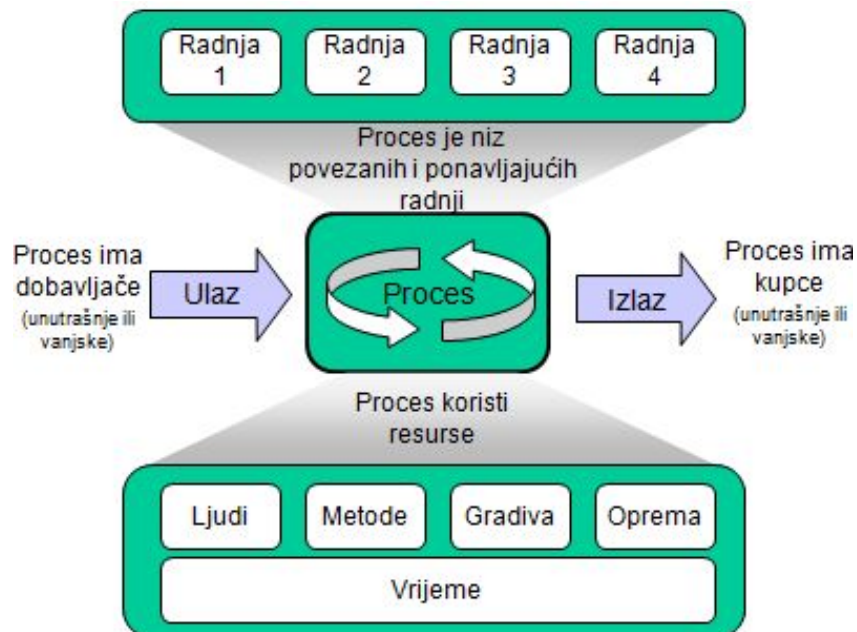 Radnja
1
Radnja
2
Radnja
3
Radnja
4
Proces je niz
povezanih i ponavljajućih
radnji
Proces ima
dobavljače
(unutrašnje ili
vanjske)
Ulaz
Proces
Izlaz
Proces ima
kupce
(unutrašnje ili
vanjske)
Proces koristi
resurse
Ljudi
Metode
Gradiva
Oprema
Vrijeme